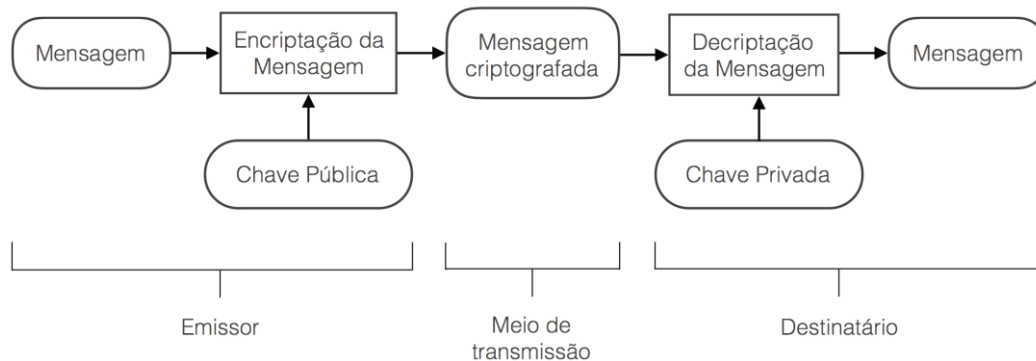 Mensagem
Encriptação da
Mensagem
Mensagem
criptografada
Decriptação
da Mensagem
Mensagem
Chave Pública
Chave Privada
Emissor
Meio de
transmissão
Destinatário